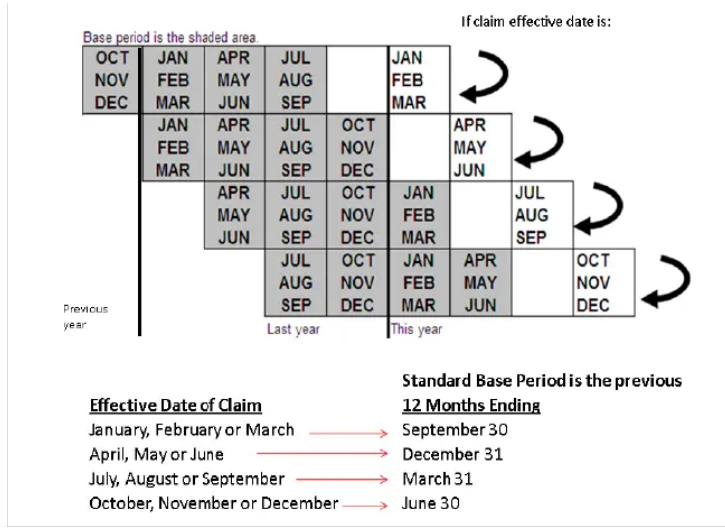 If claim effective date is:
Base period is the shaded area.
OCT JAN APR JUL JAN
NOV FEB MAY AUG FEB
DEC MAR JUN SEP MAR
JAN APR JUL OCT APR
FEB MAY AUG NOV MAY
MAR JUN SEP DEC JUN
APR JUL OCT JAN JUL
MAY AUG NOV FEB AUG
JUN SEP DEC MAR SEP
JUL OCT JAN APR OCT
AUG NOV FEB MAY NOV
SEP DEC MAR JUN DEC
Previous
year
Last year This year
Standard Base Period is the previous
Effective Date of Claim 12 Months Ending
January, February or March September 30
April, May or June December 31
July, August or September March 31
October, November or December June 30